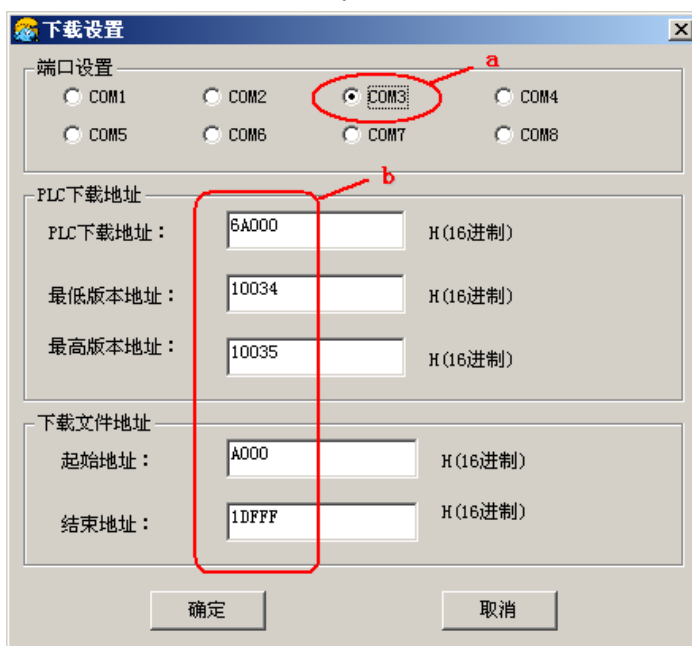 下载设置
a
端口设置
COM1 COM2 COM3 COM4
COM5 COM6 COM7 COM8
b
PLC下载地址
PLC下载地址： 6A000 H(16进制)
最低版本地址： 10034 H(16进制)
最高版本地址： 10035 H(16进制)
下载文件地址
起始地址： A000 H(16进制)
结束地址： 1DFFF H(16进制)
确定 取消